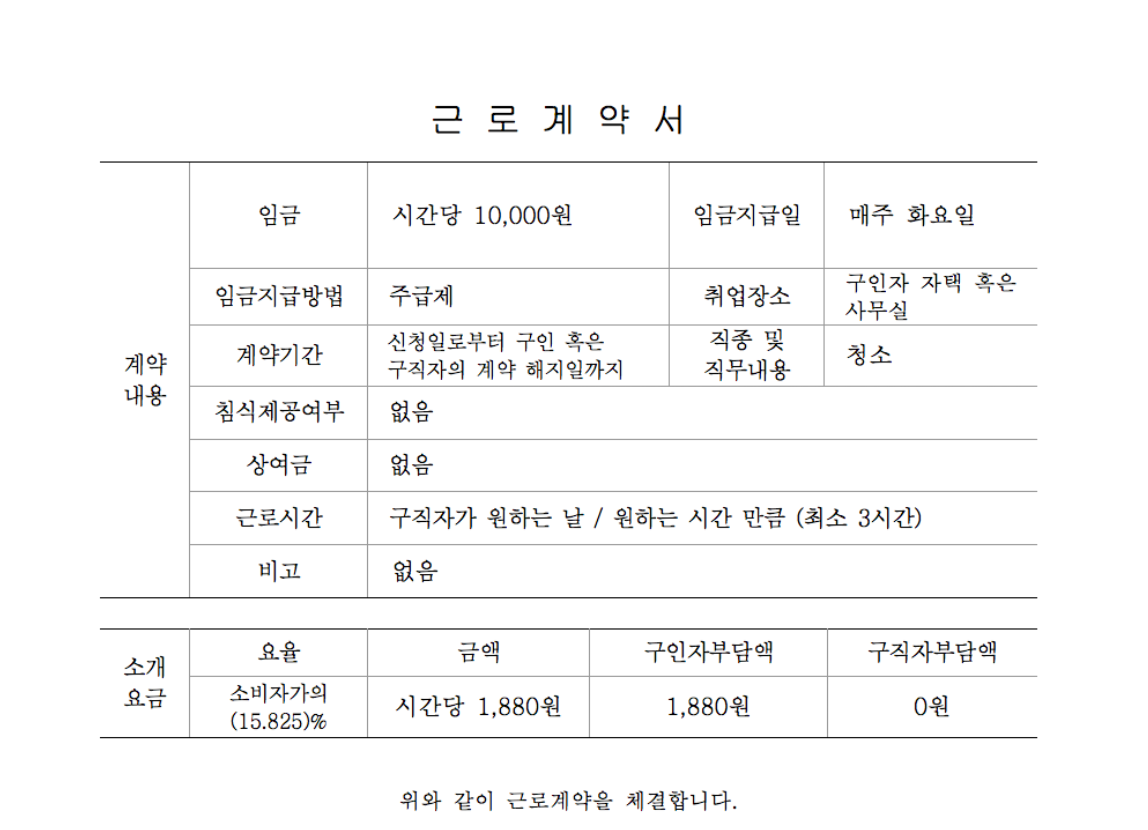 근 로 계 약 서
임금 시간당 10,000원 임금지급일 매주 화요일
임금지급방법 주급제 취업장소 구인자 자택 혹은
사무실
계약
내용
계약기간 신청일로부터 구인 혹은
구직자의 계약 해지일까지
직종 및
직무내용
청소
침식제공여부 없음
상여금 없음
근로시간 구직자가 원하는 날 / 원하는 시간 만큼 (최소 3시간)
비고 없음
소개
요금
요율 금액 구인자부담액 구직자부담액
소비자가의
(15.825)%
시간당 1,880원 1,880원 0원
위와 같이 근로계약을 체결합니다.